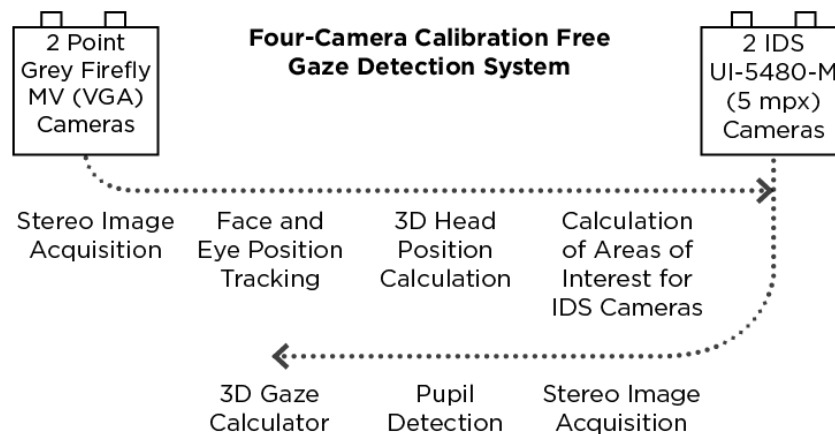 2 Point
Grey Firefly
MV (VGA)
Cameras
Four-Camera Calibration Free
Gaze Detection System
2 IDS
UI-5480-M
(5 mpx)
Cameras
Stereo Image
Acquisition
Face and
Eye Position
Tracking
3D Head
Position
Calculation
Calculation
of Areas of
Interest for
IDS Cameras
3D Gaze
Calculator
Pupil
Detection
Stereo Image
Acquisition